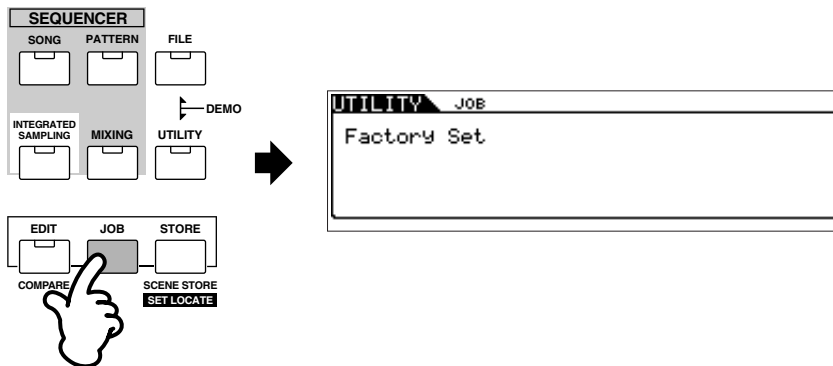 SEQUENCER
SONG PATTERN FILE
DEMO
INTEGRATED
SAMPLING MIXING UTILITY
EDIT JOB STORE
COMPARE SCENE STORE
SET LOCATE
UTILITY JOB
Factory Set